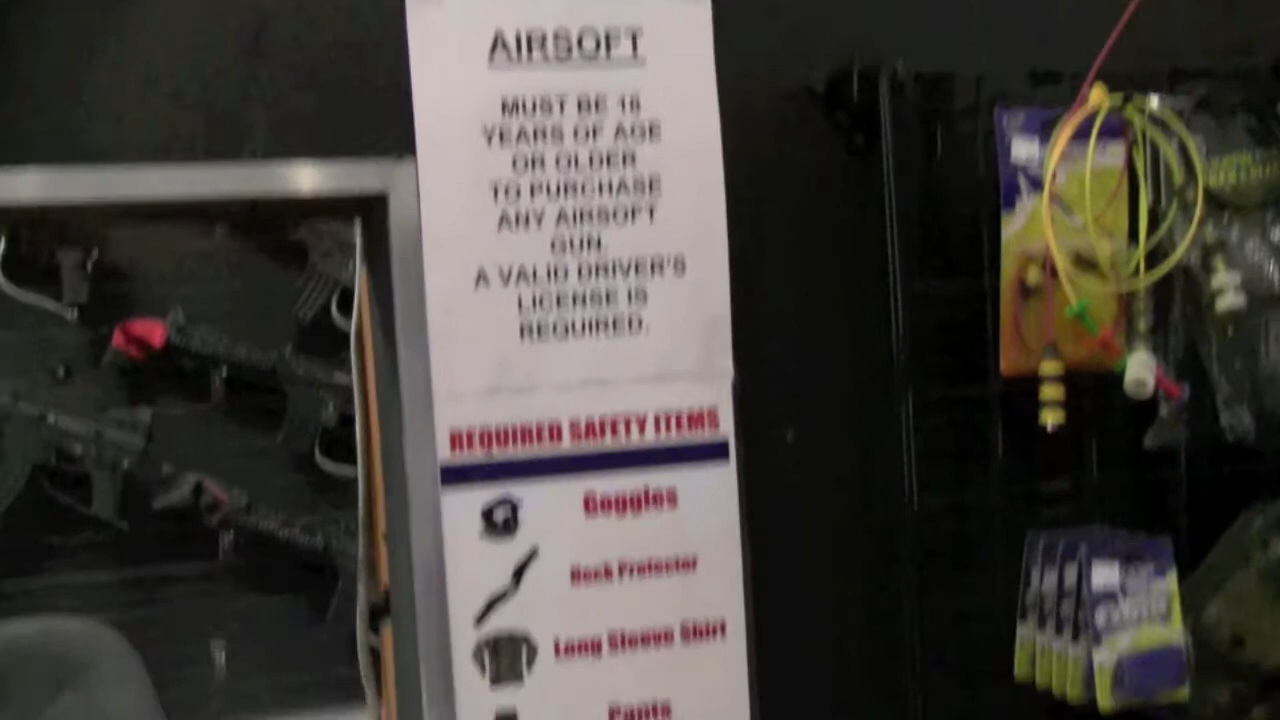 AIRSOFT
MUST BE 18
YEARS OF AGE
OR OLDER
TO PURCHASE
ANY AIRSOFT
GUN.
A VALID DRIVER'S
LICENSE IS
REQUIRED.
REQUIRED SAFETY ITEMS
Goggles
Neck Protector
Long Sleeve Shirt
Pants